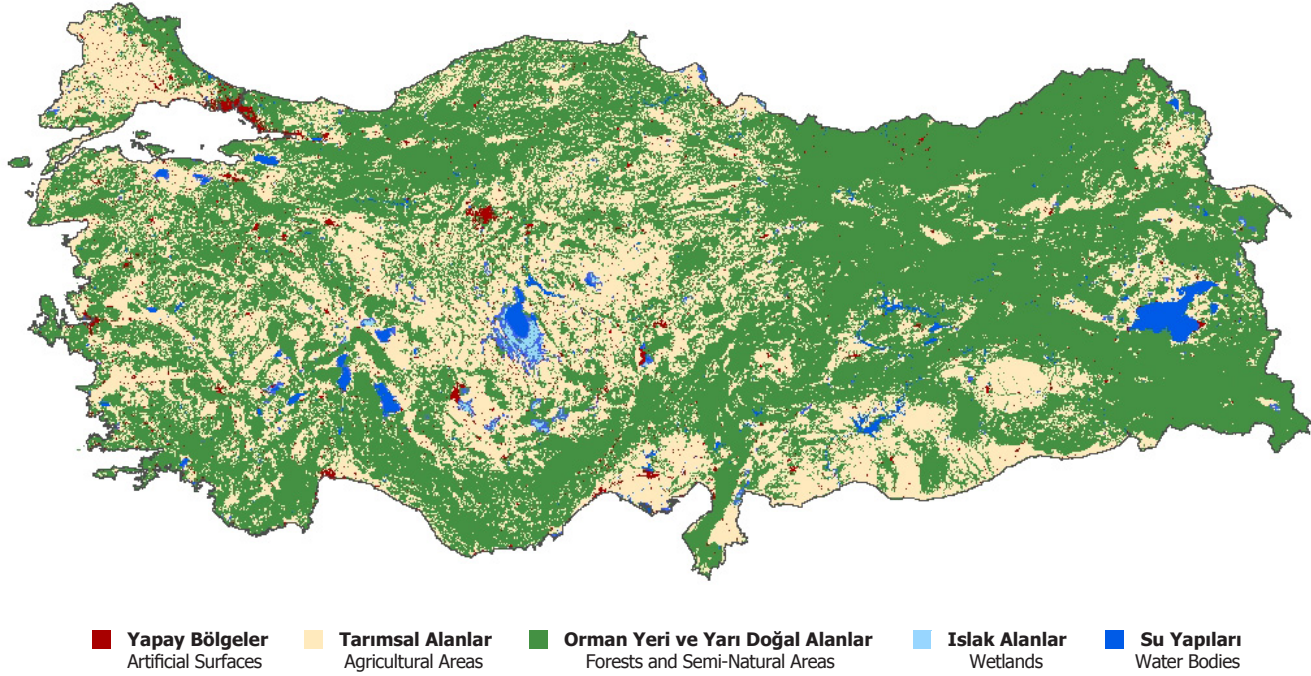 Yapay Bölgeler
Artificial Surfaces
Tarımsal Alanlar
Agricultural Areas
Orman Yeri ve Yarı Doğal Alanlar
Forests and Semi-Natural Areas
Islak Alanlar
Wetlands
Su Yapıları
Water Bodies